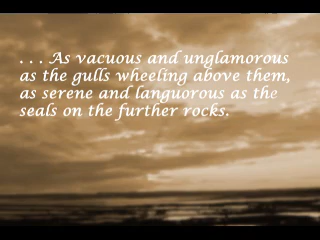 . . . As vacuous and unglamorous
as the gulls wheeling above them,
as serene and languorous as the
seals on the further rocks.